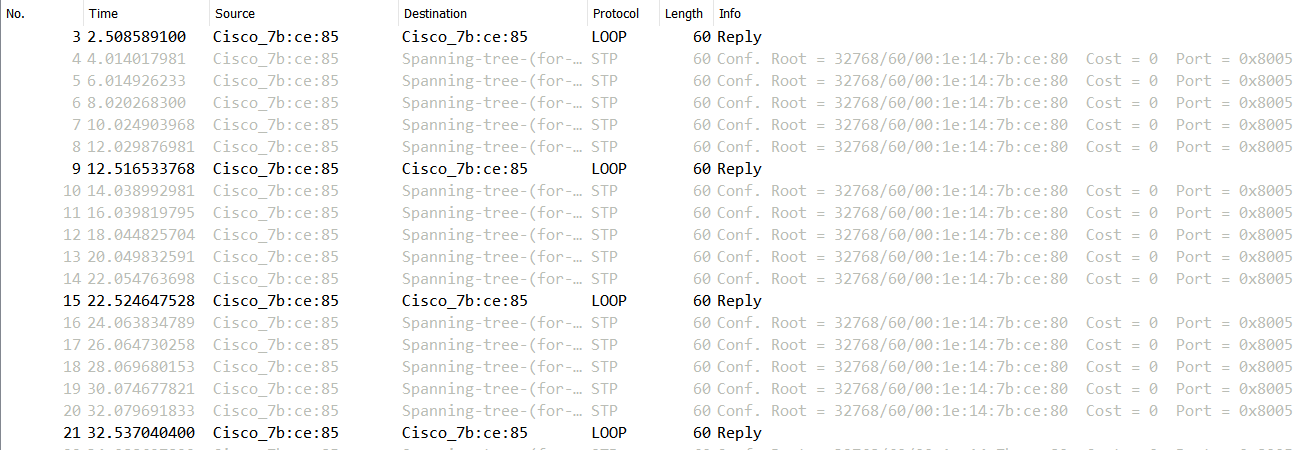 No. Time Source Destination Protocol Length Info
3 2.508589100 Cisco_7b:ce:85 Cisco_7b:ce:85 LOOP 60 Reply
4 4.014017981 Cisco_7b:ce:85 Spanning-tree-(for-… STP 60 Conf. Root = 32768/60/00:1e:14:7b:ce:80 Cost = 0 Port = 0x8005
5 6.014926233 Cisco_7b:ce:85 Spanning-tree-(for-… STP 60 Conf. Root = 32768/60/00:1e:14:7b:ce:80 Cost = 0 Port = 0x8005
6 8.020268300 Cisco_7b:ce:85 Spanning-tree-(for-… STP 60 Conf. Root = 32768/60/00:1e:14:7b:ce:80 Cost = 0 Port = 0x8005
7 10.024903968 Cisco_7b:ce:85 Spanning-tree-(for-… STP 60 Conf. Root = 32768/60/00:1e:14:7b:ce:80 Cost = 0 Port = 0x8005
8 12.029876981 Cisco_7b:ce:85 Spanning-tree-(for-… STP 60 Conf. Root = 32768/60/00:1e:14:7b:ce:80 Cost = 0 Port = 0x8005
9 12.516533768 Cisco_7b:ce:85 Cisco_7b:ce:85 LOOP 60 Reply
10 14.038992981 Cisco_7b:ce:85 Spanning-tree-(for-… STP 60 Conf. Root = 32768/60/00:1e:14:7b:ce:80 Cost = 0 Port = 0x8005
11 16.039819795 Cisco_7b:ce:85 Spanning-tree-(for-… STP 60 Conf. Root = 32768/60/00:1e:14:7b:ce:80 Cost = 0 Port = 0x8005
12 18.044825704 Cisco_7b:ce:85 Spanning-tree-(for-… STP 60 Conf. Root = 32768/60/00:1e:14:7b:ce:80 Cost = 0 Port = 0x8005
13 20.049832591 Cisco_7b:ce:85 Spanning-tree-(for-… STP 60 Conf. Root = 32768/60/00:1e:14:7b:ce:80 Cost = 0 Port = 0x8005
14 22.054763698 Cisco_7b:ce:85 Spanning-tree-(for-… STP 60 Conf. Root = 32768/60/00:1e:14:7b:ce:80 Cost = 0 Port = 0x8005
15 22.524647528 Cisco_7b:ce:85 Cisco_7b:ce:85 LOOP 60 Reply
16 24.063834789 Cisco_7b:ce:85 Spanning-tree-(for-… STP 60 Conf. Root = 32768/60/00:1e:14:7b:ce:80 Cost = 0 Port = 0x8005
17 26.064730258 Cisco_7b:ce:85 Spanning-tree-(for-… STP 60 Conf. Root = 32768/60/00:1e:14:7b:ce:80 Cost = 0 Port = 0x8005
18 28.069680153 Cisco_7b:ce:85 Spanning-tree-(for-… STP 60 Conf. Root = 32768/60/00:1e:14:7b:ce:80 Cost = 0 Port = 0x8005
19 30.074677821 Cisco_7b:ce:85 Spanning-tree-(for-… STP 60 Conf. Root = 32768/60/00:1e:14:7b:ce:80 Cost = 0 Port = 0x8005
20 32.079691833 Cisco_7b:ce:85 Spanning-tree-(for-… STP 60 Conf. Root = 32768/60/00:1e:14:7b:ce:80 Cost = 0 Port = 0x8005
21 32.537040400 Cisco_7b:ce:85 Cisco_7b:ce:85 LOOP 60 Reply